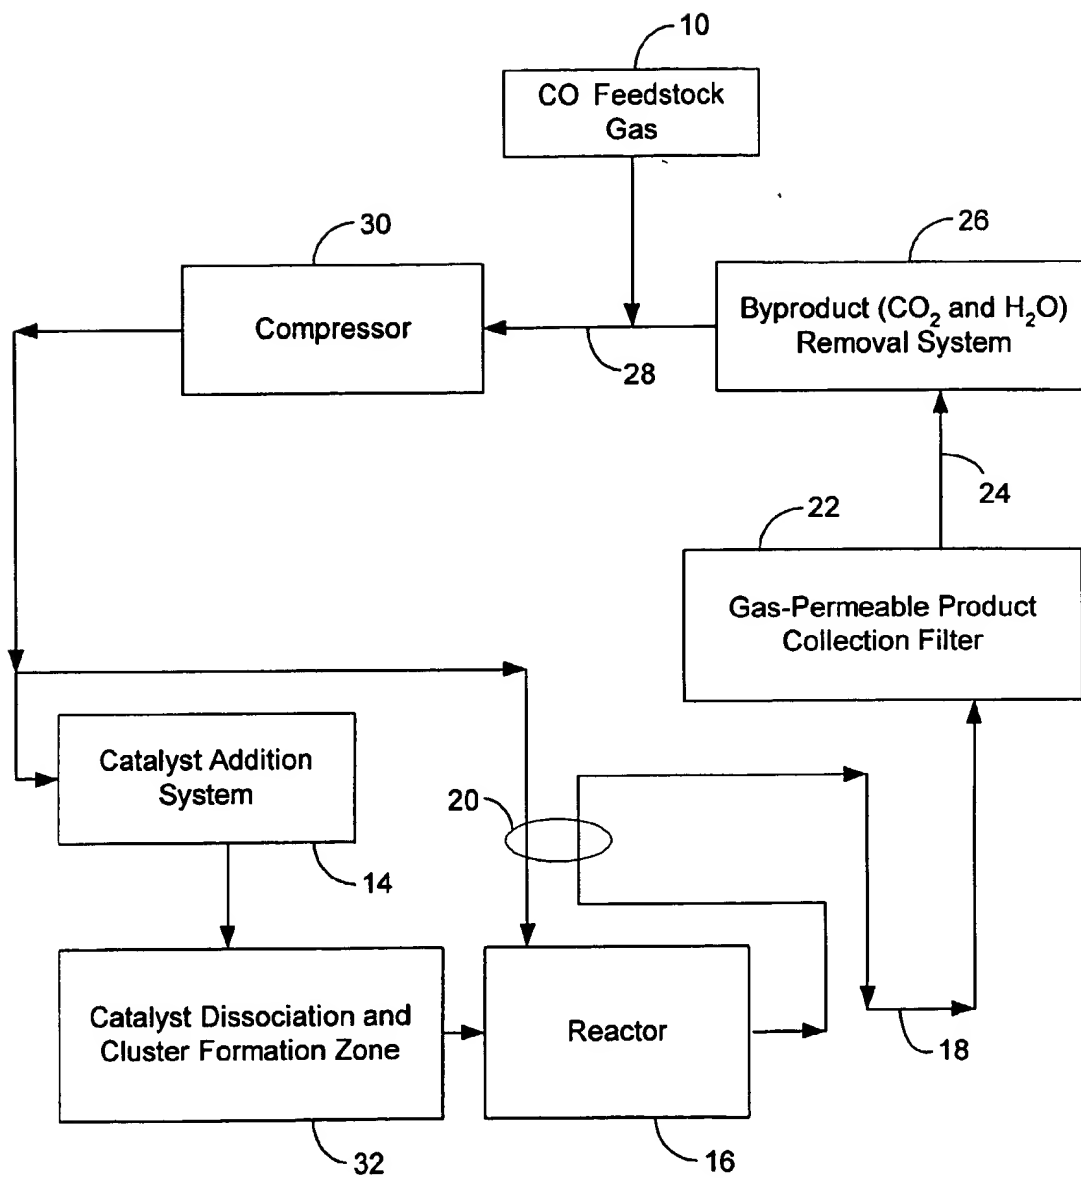 10
CO Feedstock
Gas
30
26
Compressor
Byproduct (CO₂ and H₂O)
Removal System
28
24
22
Gas-Permeable Product
Collection Filter
Catalyst Addition
System
20
14
Catalyst Dissociation and
Cluster Formation Zone
Reactor
18
32
16